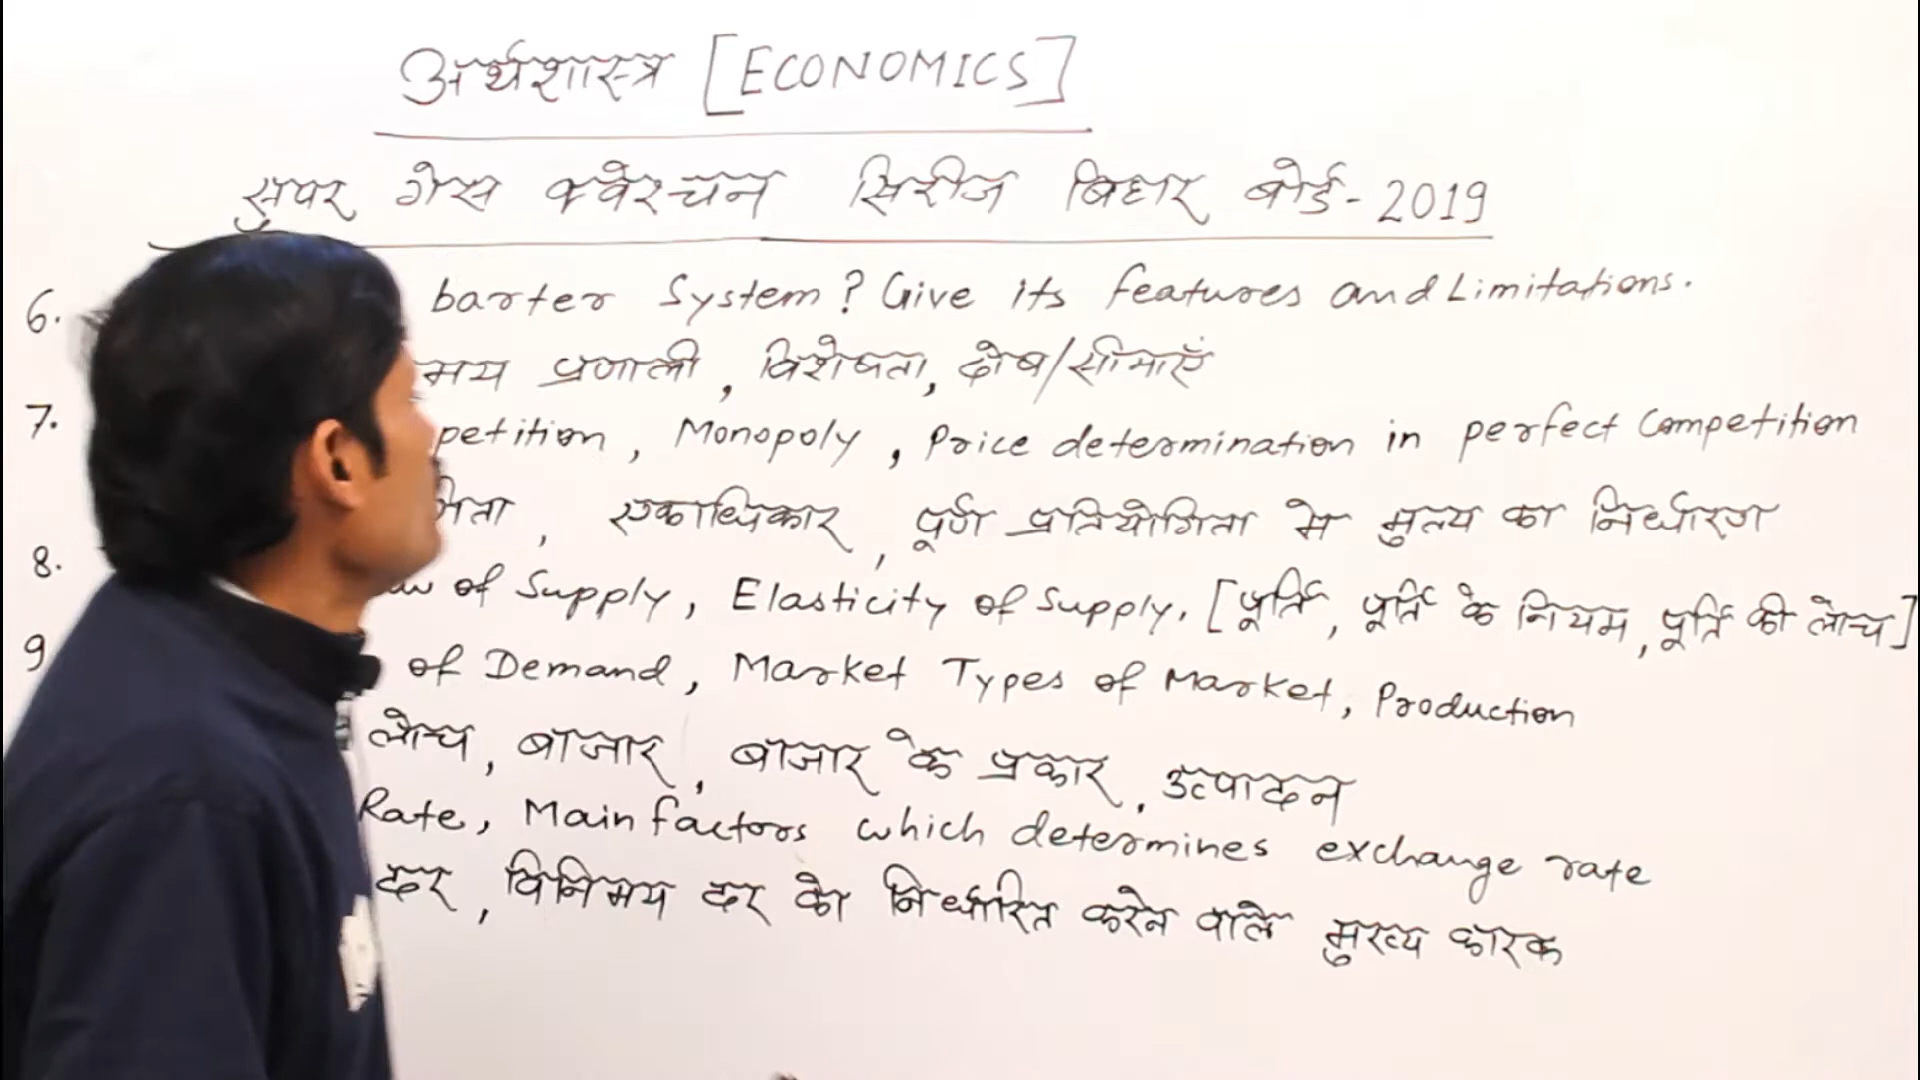 अर्थशास्त्र [ECONOMICS]
सुपर गेस क्वेश्चन सिरीज बिहार बोर्ड-2019
6. barter System? Give its features and Limitations.
प्रणाली, विशेषता, दोष/सीमाएँ
7. petition, Monopoly, Price determination in perfect Competition
एकाधिकार, पूर्ण प्रतियोगिता मे मुल्य का निर्धारण
8. of Supply, Elasticity of Supply. [पूर्ति, पूर्ति के नियम, पूर्ति की लोच]
9 of Demand, Market Types of Market, Production
लोच, बाजार, बाजार के प्रकार, उत्पादन
Rate, Main factors which determines exchange rate
दर, विनिमय दर को निर्धारित करने वाले मुख्य कारक